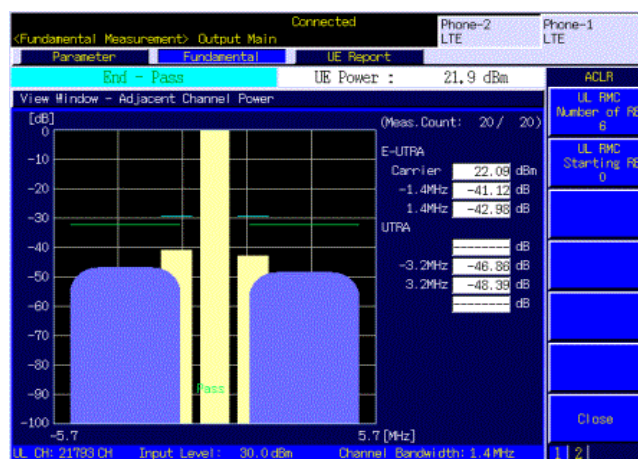 Connected
<Fundamental Measurement> Output Main
Phone-2
LTE
Phone-1
LTE
Parameter
Fundamental
UE Report
End - Pass
UE Power : 21.9 dBm
ACLR
View Window - Adjacent Channel Power
[dB]
(Meas.Count: 20/ 20)
E-UTRA
Carrier 22.09 dBm
-1.4MHz -41.12 dB
1.4MHz -42.98 dB
UTRA
-------- dB
-3.2MHz -46.86 dB
3.2MHz -48.39 dB
-------- dB
0
-10
-20
-30
-40
-50
-60
-70
-80
-90
-100
Pass
-5.7
5.7 [MHz]
UL CH: 21793 CH Input Level: 30.0 dBm Channel Bandwidth: 1.4 MHz
UL RMC
Number of RB
6
UL RMC
Starting RB
0
Close
1 2